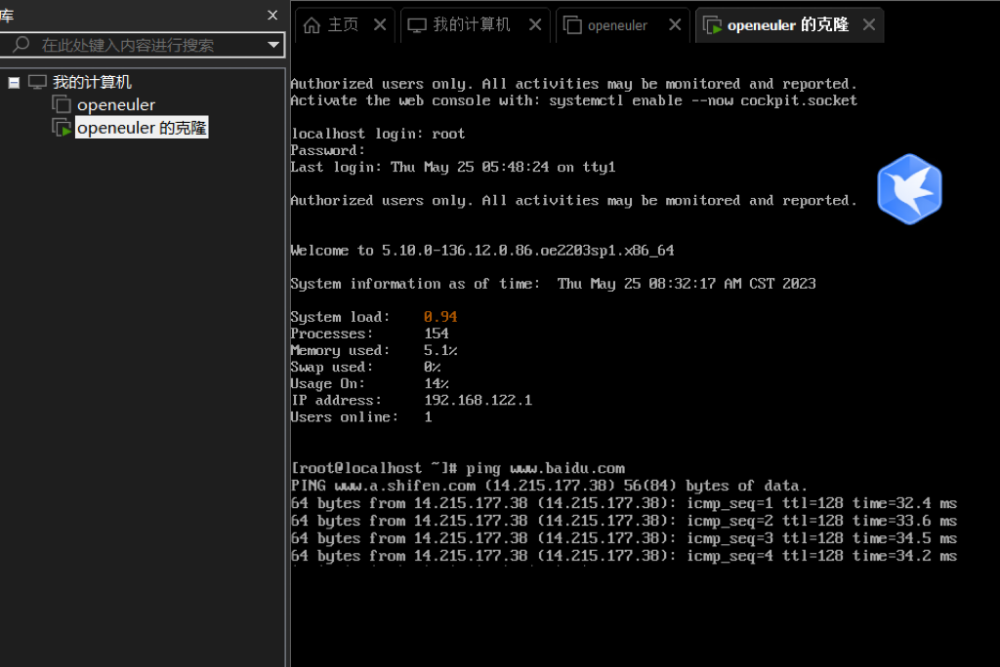 库
在此处键入内容进行搜索
我的计算机
openeuler
openeuler 的克隆
主页
我的计算机
openeuler
openeuler 的克隆
Authorized users only. All activities may be monitored and reported.
Activate the web console with: systemctl enable --now cockpit.socket
localhost login: root
Password:
Last login: Thu May 25 05:48:24 on tty1
Authorized users only. All activities may be monitored and reported.
Welcome to 5.10.0-136.12.0.86.oe2203sp1.x86_64
System information as of time:  Thu May 25 08:32:17 AM CST 2023
System load:    0.94
Processes:      154
Memory used:    5.1%
Swap used:      0%
Usage On:       14%
IP address:     192.168.122.1
Users online:   1
[root@localhost ~]# ping www.baidu.com
PING www.a.shifen.com (14.215.177.38) 56(84) bytes of data.
64 bytes from 14.215.177.38 (14.215.177.38): icmp_seq=1 ttl=128 time=32.4 ms
64 bytes from 14.215.177.38 (14.215.177.38): icmp_seq=2 ttl=128 time=33.6 ms
64 bytes from 14.215.177.38 (14.215.177.38): icmp_seq=3 ttl=128 time=34.5 ms
64 bytes from 14.215.177.38 (14.215.177.38): icmp_seq=4 ttl=128 time=34.2 ms